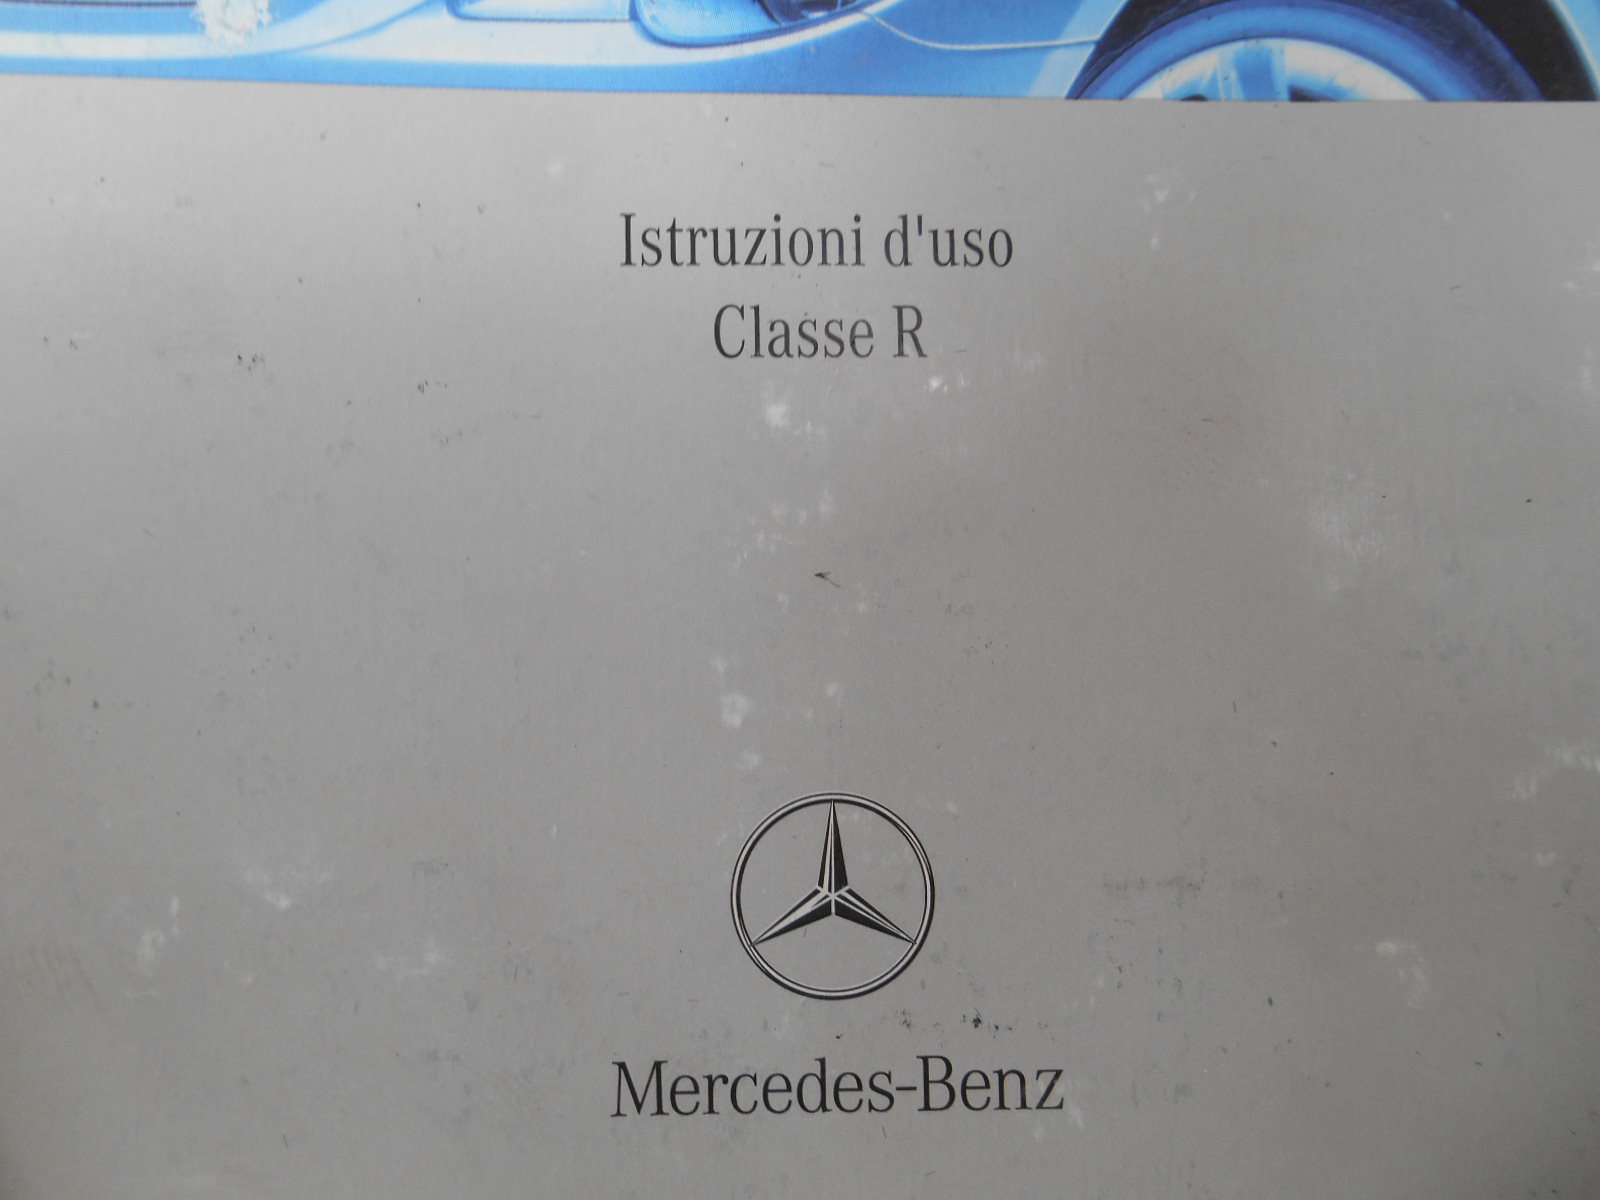 Istruzioni d'uso
Classe R
Mercedes-Benz